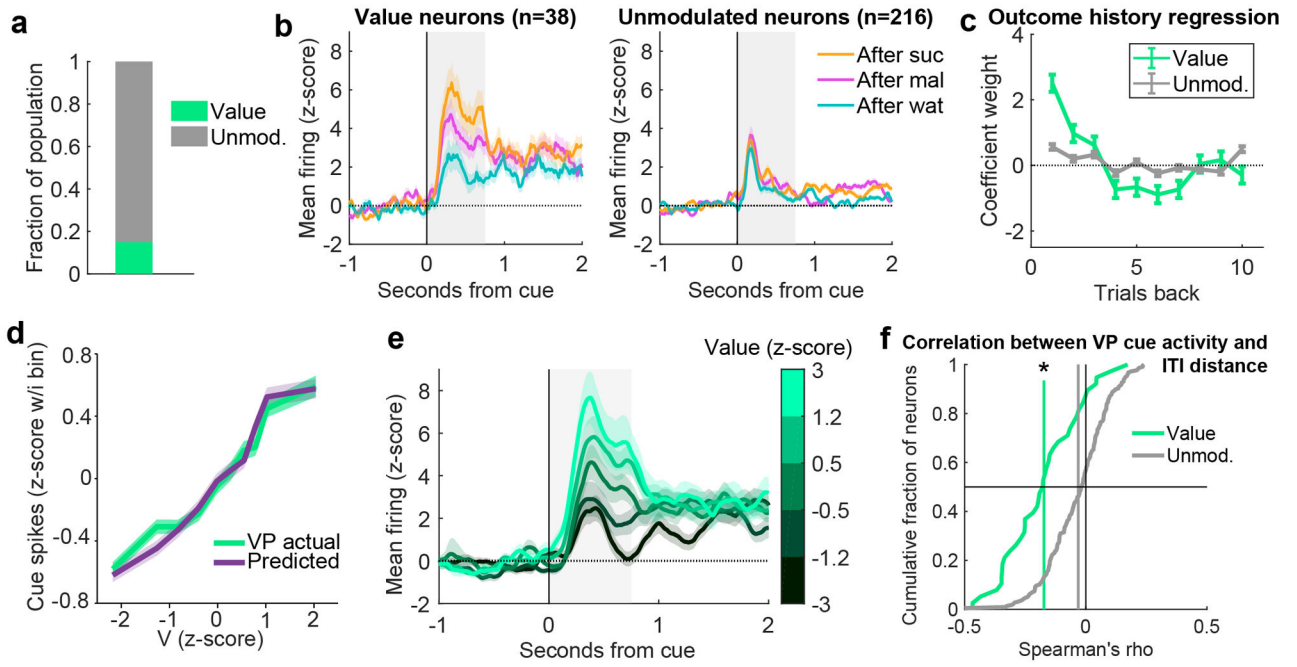 a
Fraction of population
1
0.8
0.6
0.4
0.2
0
Value
Unmod.
b
Value neurons (n=38)
Mean firing (z-score)
8
6
4
2
0
-2
-1
0
1
2
Seconds from cue
Unmodulated neurons (n=216)
Mean firing (z-score)
8
6
4
2
0
-2
-1
0
1
2
Seconds from cue
After suc
After mal
After wat
c
Outcome history regression
Coefficient weight
4
2
0
-2
0
5
10
Trials back
Value
Unmod.
d
Cue spikes (z-score w/i bin)
0.8
0.4
0
-0.4
-0.8
-2
-1
0
1
2
V (z-score)
VP actual
Predicted
e
Mean firing (z-score)
8
6
4
2
0
-2
-1
0
1
2
Seconds from cue
Value (z-score)
3
1.2
0.5
-0.5
-1.2
-3
f
Correlation between VP cue activity and
ITI distance
*
Cumulative fraction of neurons
1
0.8
0.6
0.4
0.2
0
-0.5
0
0.5
Spearman's rho
Value
Unmod.